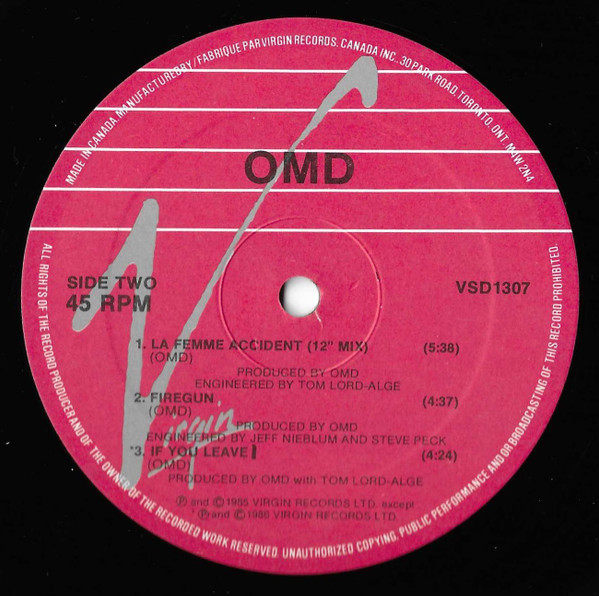 MADE IN CANADA. MANUFACTURED BY/FABRIQUE PAR VIRGIN RECORDS, CANADA INC., 30 PARK ROAD, TORONTO, ONT. M4W 2N4
OMD
SIDE TWO
45 RPM
VSD1307
1. LA FEMME ACCIDENT (12" MIX) (5:38)
(OMD)
PRODUCED BY OMD
ENGINEERED BY TOM LORD-ALGE
2. FIREGUN (4:37)
(OMD)
PRODUCED BY OMD
ENGINEERED BY JEFF NIEBLUM AND STEVE PECK
*3. IF YOU LEAVE (4:24)
(OMD)
PRODUCED BY OMD with TOM LORD-ALGE
Ⓟ and © 1985 VIRGIN RECORDS LTD. except
*Ⓟ and © 1986 VIRGIN RECORDS LTD.
Virgin
ALL RIGHTS OF THE RECORD PRODUCER AND OF THE OWNER OF THE RECORDED WORK RESERVED. UNAUTHORIZED COPYING, PUBLIC PERFORMANCE AND/OR BROADCASTING OF THIS RECORD PROHIBITED.